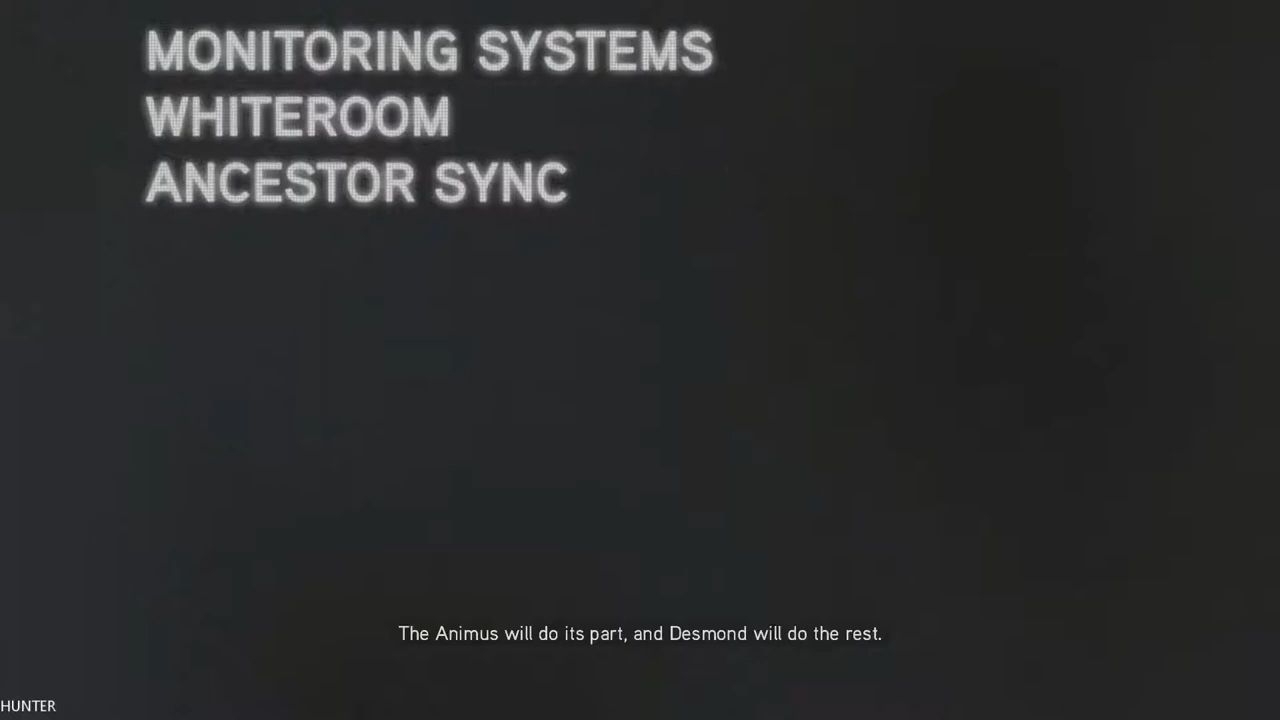 MONITORING SYSTEMS
WHITEROOM
ANCESTOR SYNC
The Animus will do its part, and Desmond will do the rest.
HUNTER